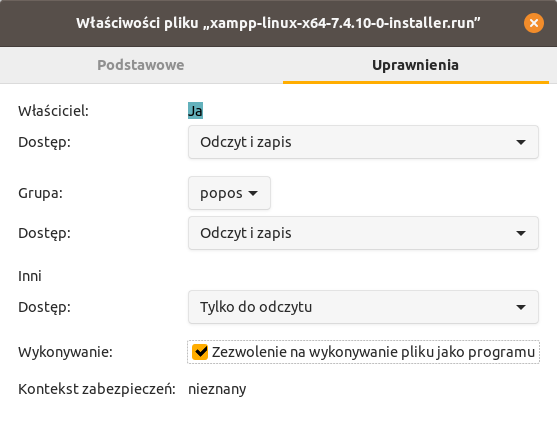 Właściwości pliku „xampp-linux-x64-7.4.10-0-installer.run”
Podstawowe Uprawnienia
Właściciel: Ja
Dostęp: Odczyt i zapis
Grupa: popos
Dostęp: Odczyt i zapis
Inni
Dostęp: Tylko do odczytu
Wykonywanie: Zezwolenie na wykonywanie pliku jako programu
Kontekst zabezpieczeń: nieznany